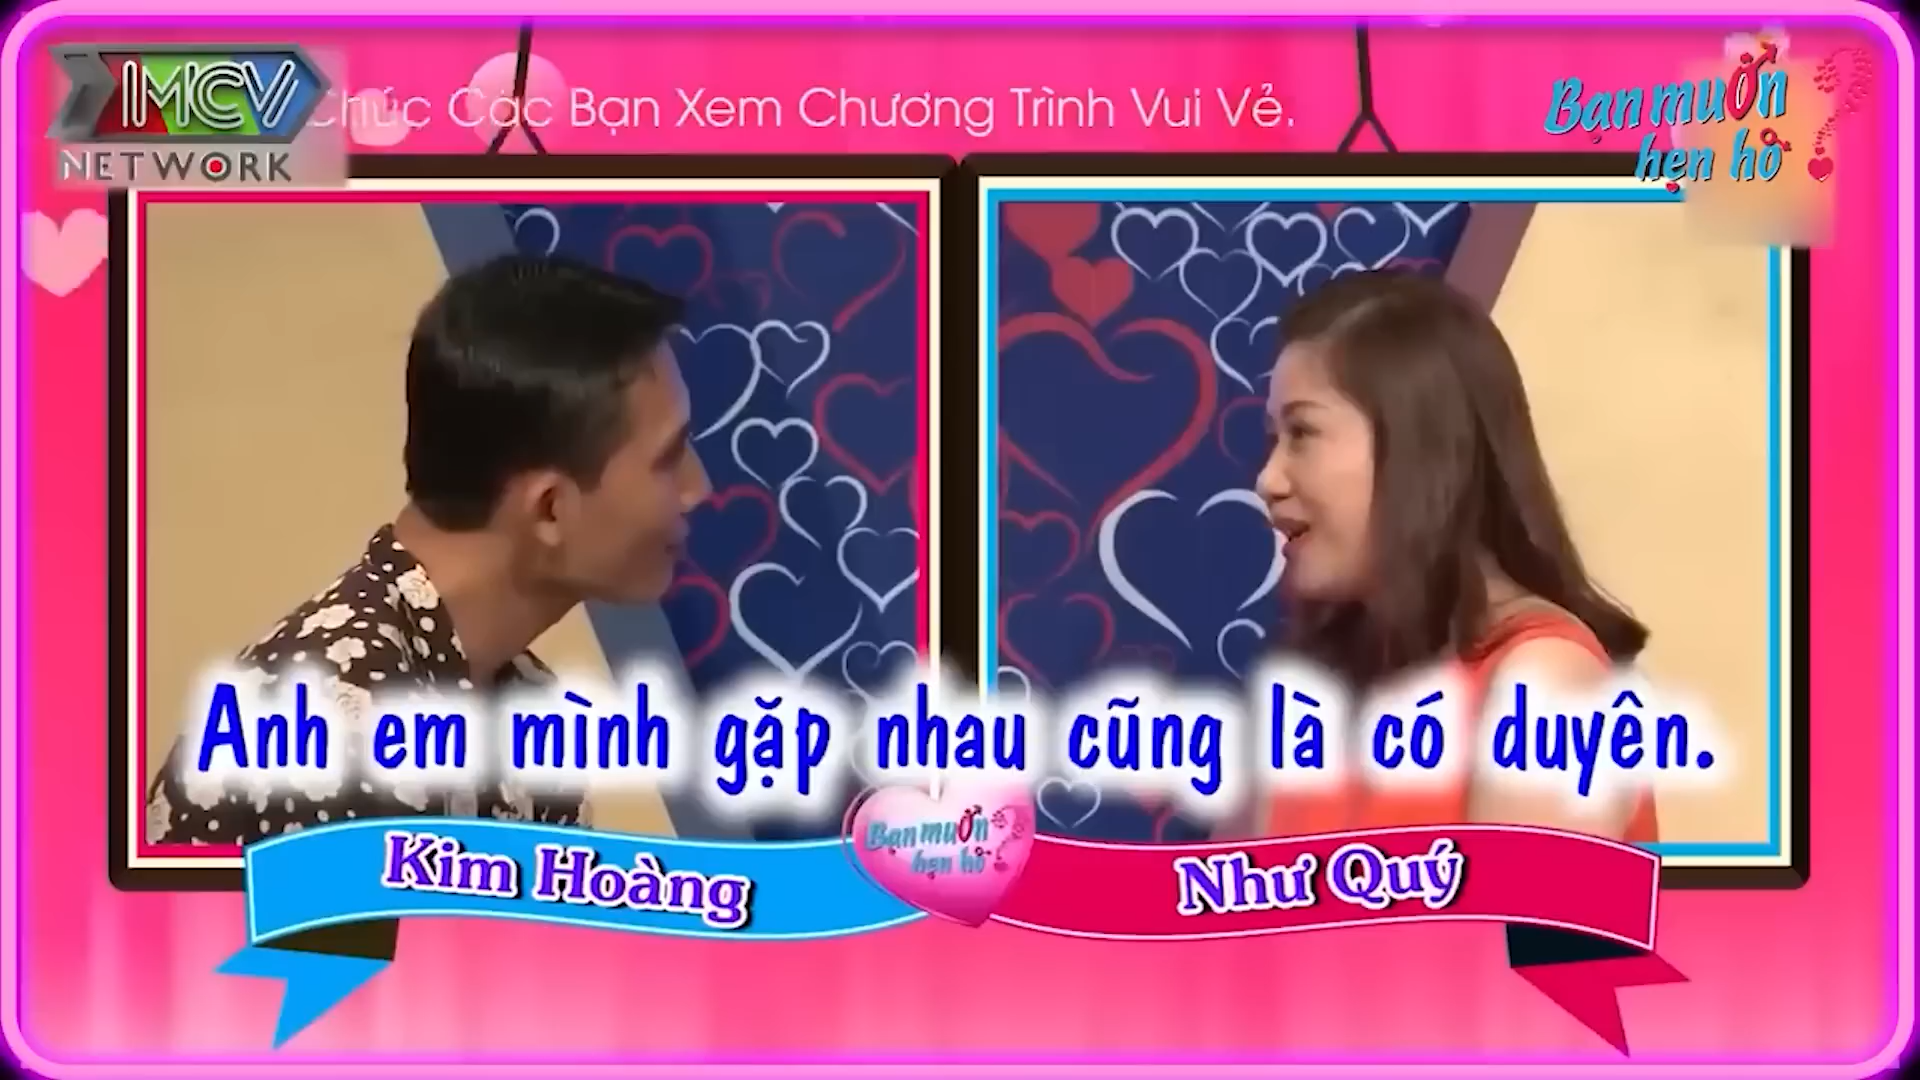 MCV
NETWORK
Chúc Các Bạn Xem Chương Trình Vui Vẻ.
Bạn muốn
hẹn hò
Anh em mình gặp nhau cũng là có duyên.
Bạn muốn
hẹn hò
Kim Hoàng
Như Quý